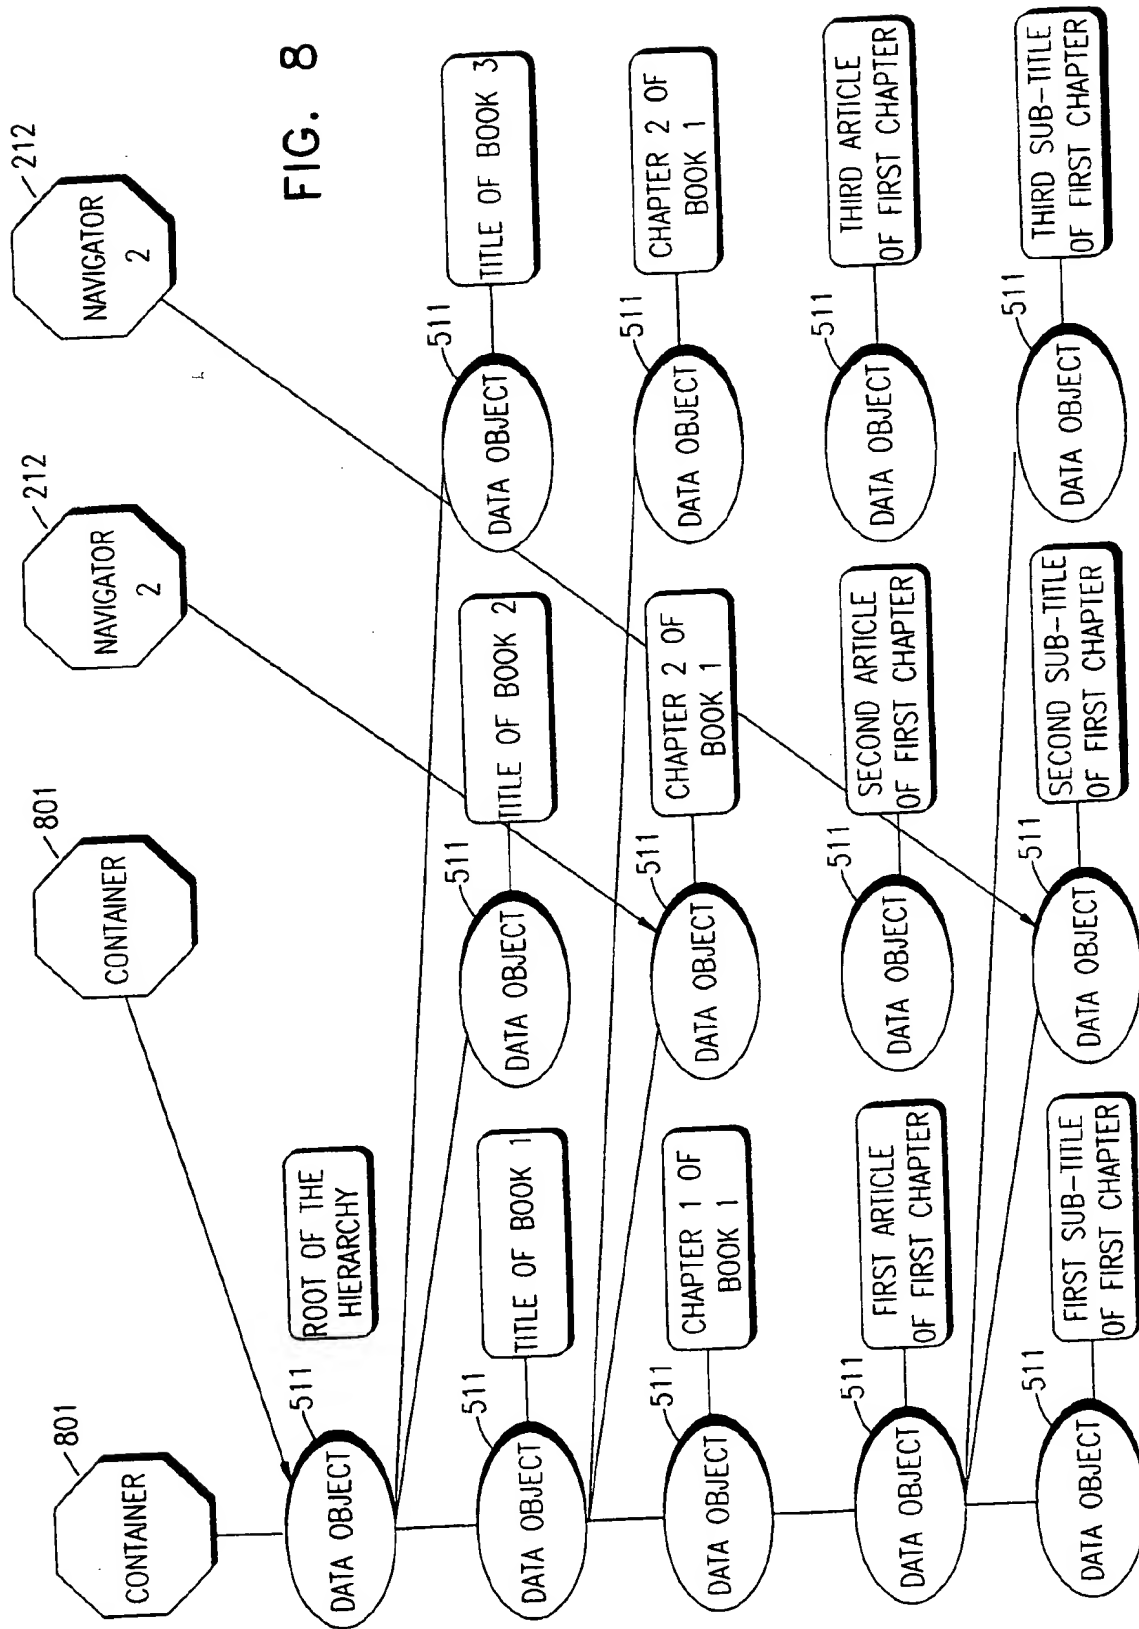 FIG. 8
801
CONTAINER
801
CONTAINER
212
NAVIGATOR
2
212
NAVIGATOR
2
511
DATA OBJECT
ROOT OF THE
HIERARCHY
511
DATA OBJECT
TITLE OF BOOK 1
511
DATA OBJECT
TITLE OF BOOK 2
511
DATA OBJECT
TITLE OF BOOK 3
511
DATA OBJECT
CHAPTER 1 OF
BOOK 1
511
DATA OBJECT
CHAPTER 2 OF
BOOK 1
511
DATA OBJECT
CHAPTER 2 OF
BOOK 1
511
DATA OBJECT
FIRST ARTICLE
OF FIRST CHAPTER
511
DATA OBJECT
SECOND ARTICLE
OF FIRST CHAPTER
511
DATA OBJECT
THIRD ARTICLE
OF FIRST CHAPTER
511
DATA OBJECT
FIRST SUB-TITLE
OF FIRST CHAPTER
511
DATA OBJECT
SECOND SUB-TITLE
OF FIRST CHAPTER
511
DATA OBJECT
THIRD SUB-TITLE
OF FIRST CHAPTER